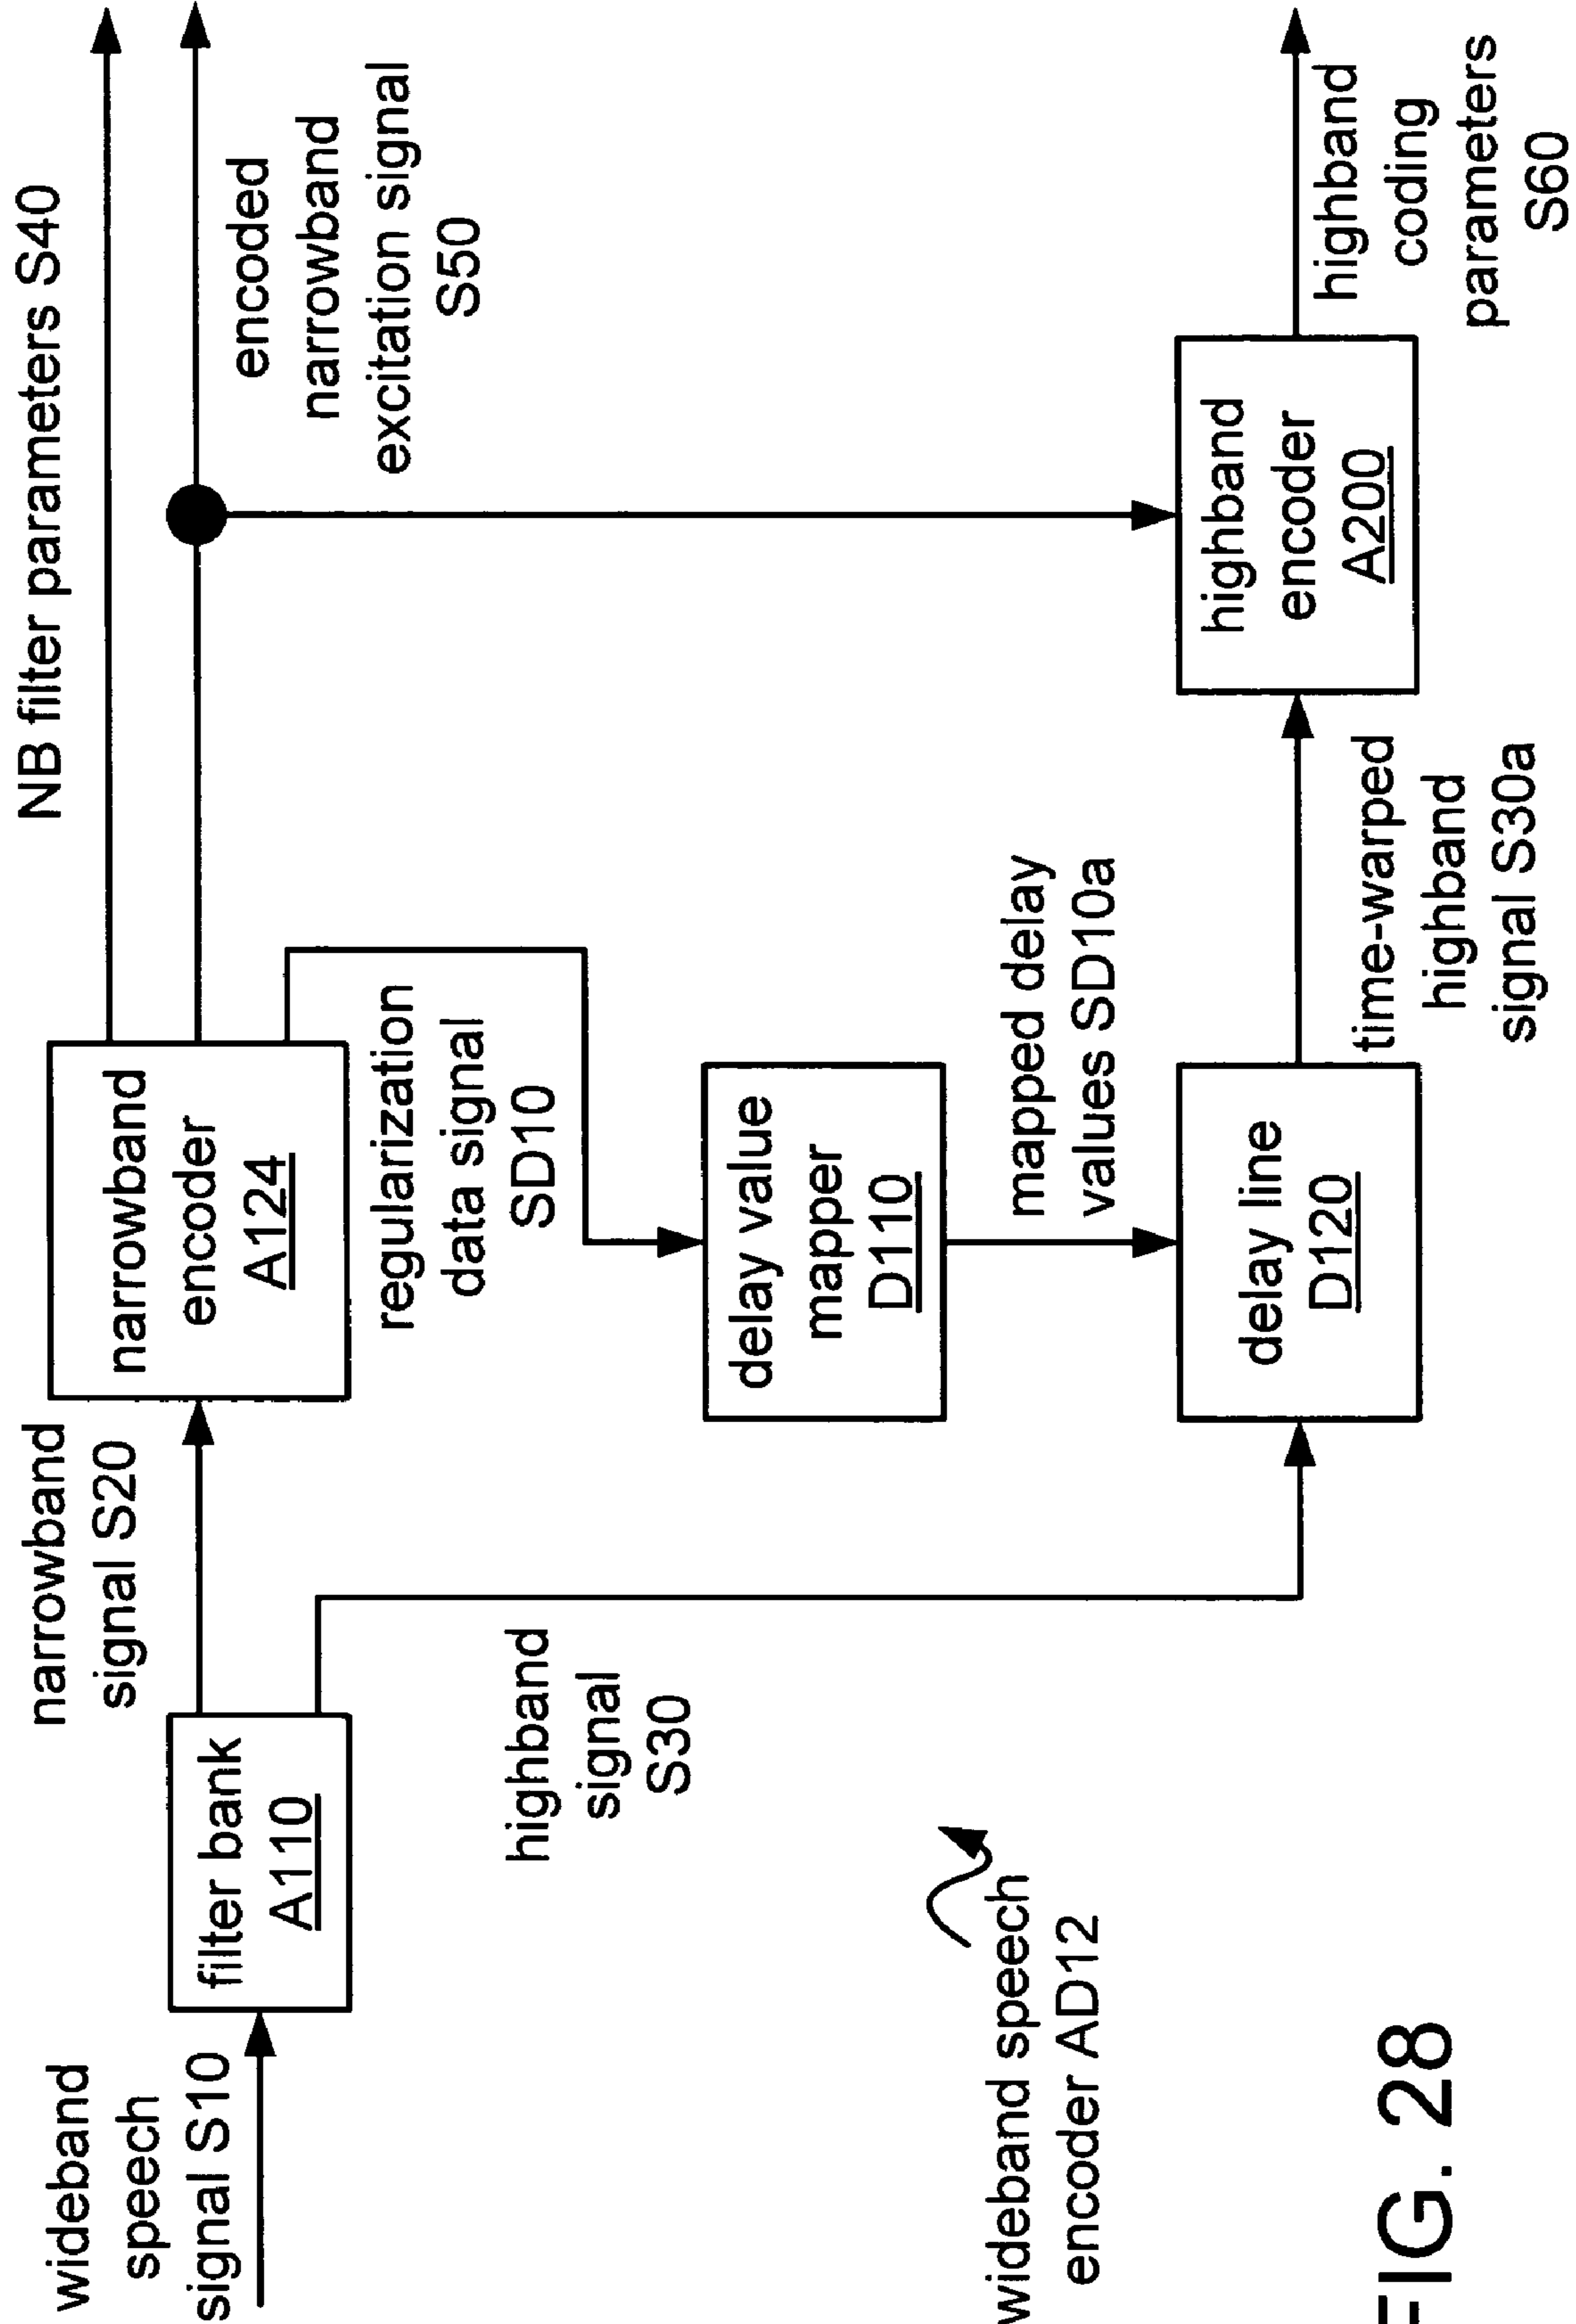 wideband
speech
signal S10
filter bank
A110
narrowband
signal S20
highband
signal
S30
narrowband
encoder
A124
NB filter parameters S40
encoded
narrowband
excitation signal
S50
regularization
data signal
SD10
delay value
mapper
D110
mapped delay
values SD10a
delay line
D120
time-warped
highband
signal S30a
highband
encoder
A200
highband
coding
parameters
S60
wideband speech
encoder AD12
FIG. 28